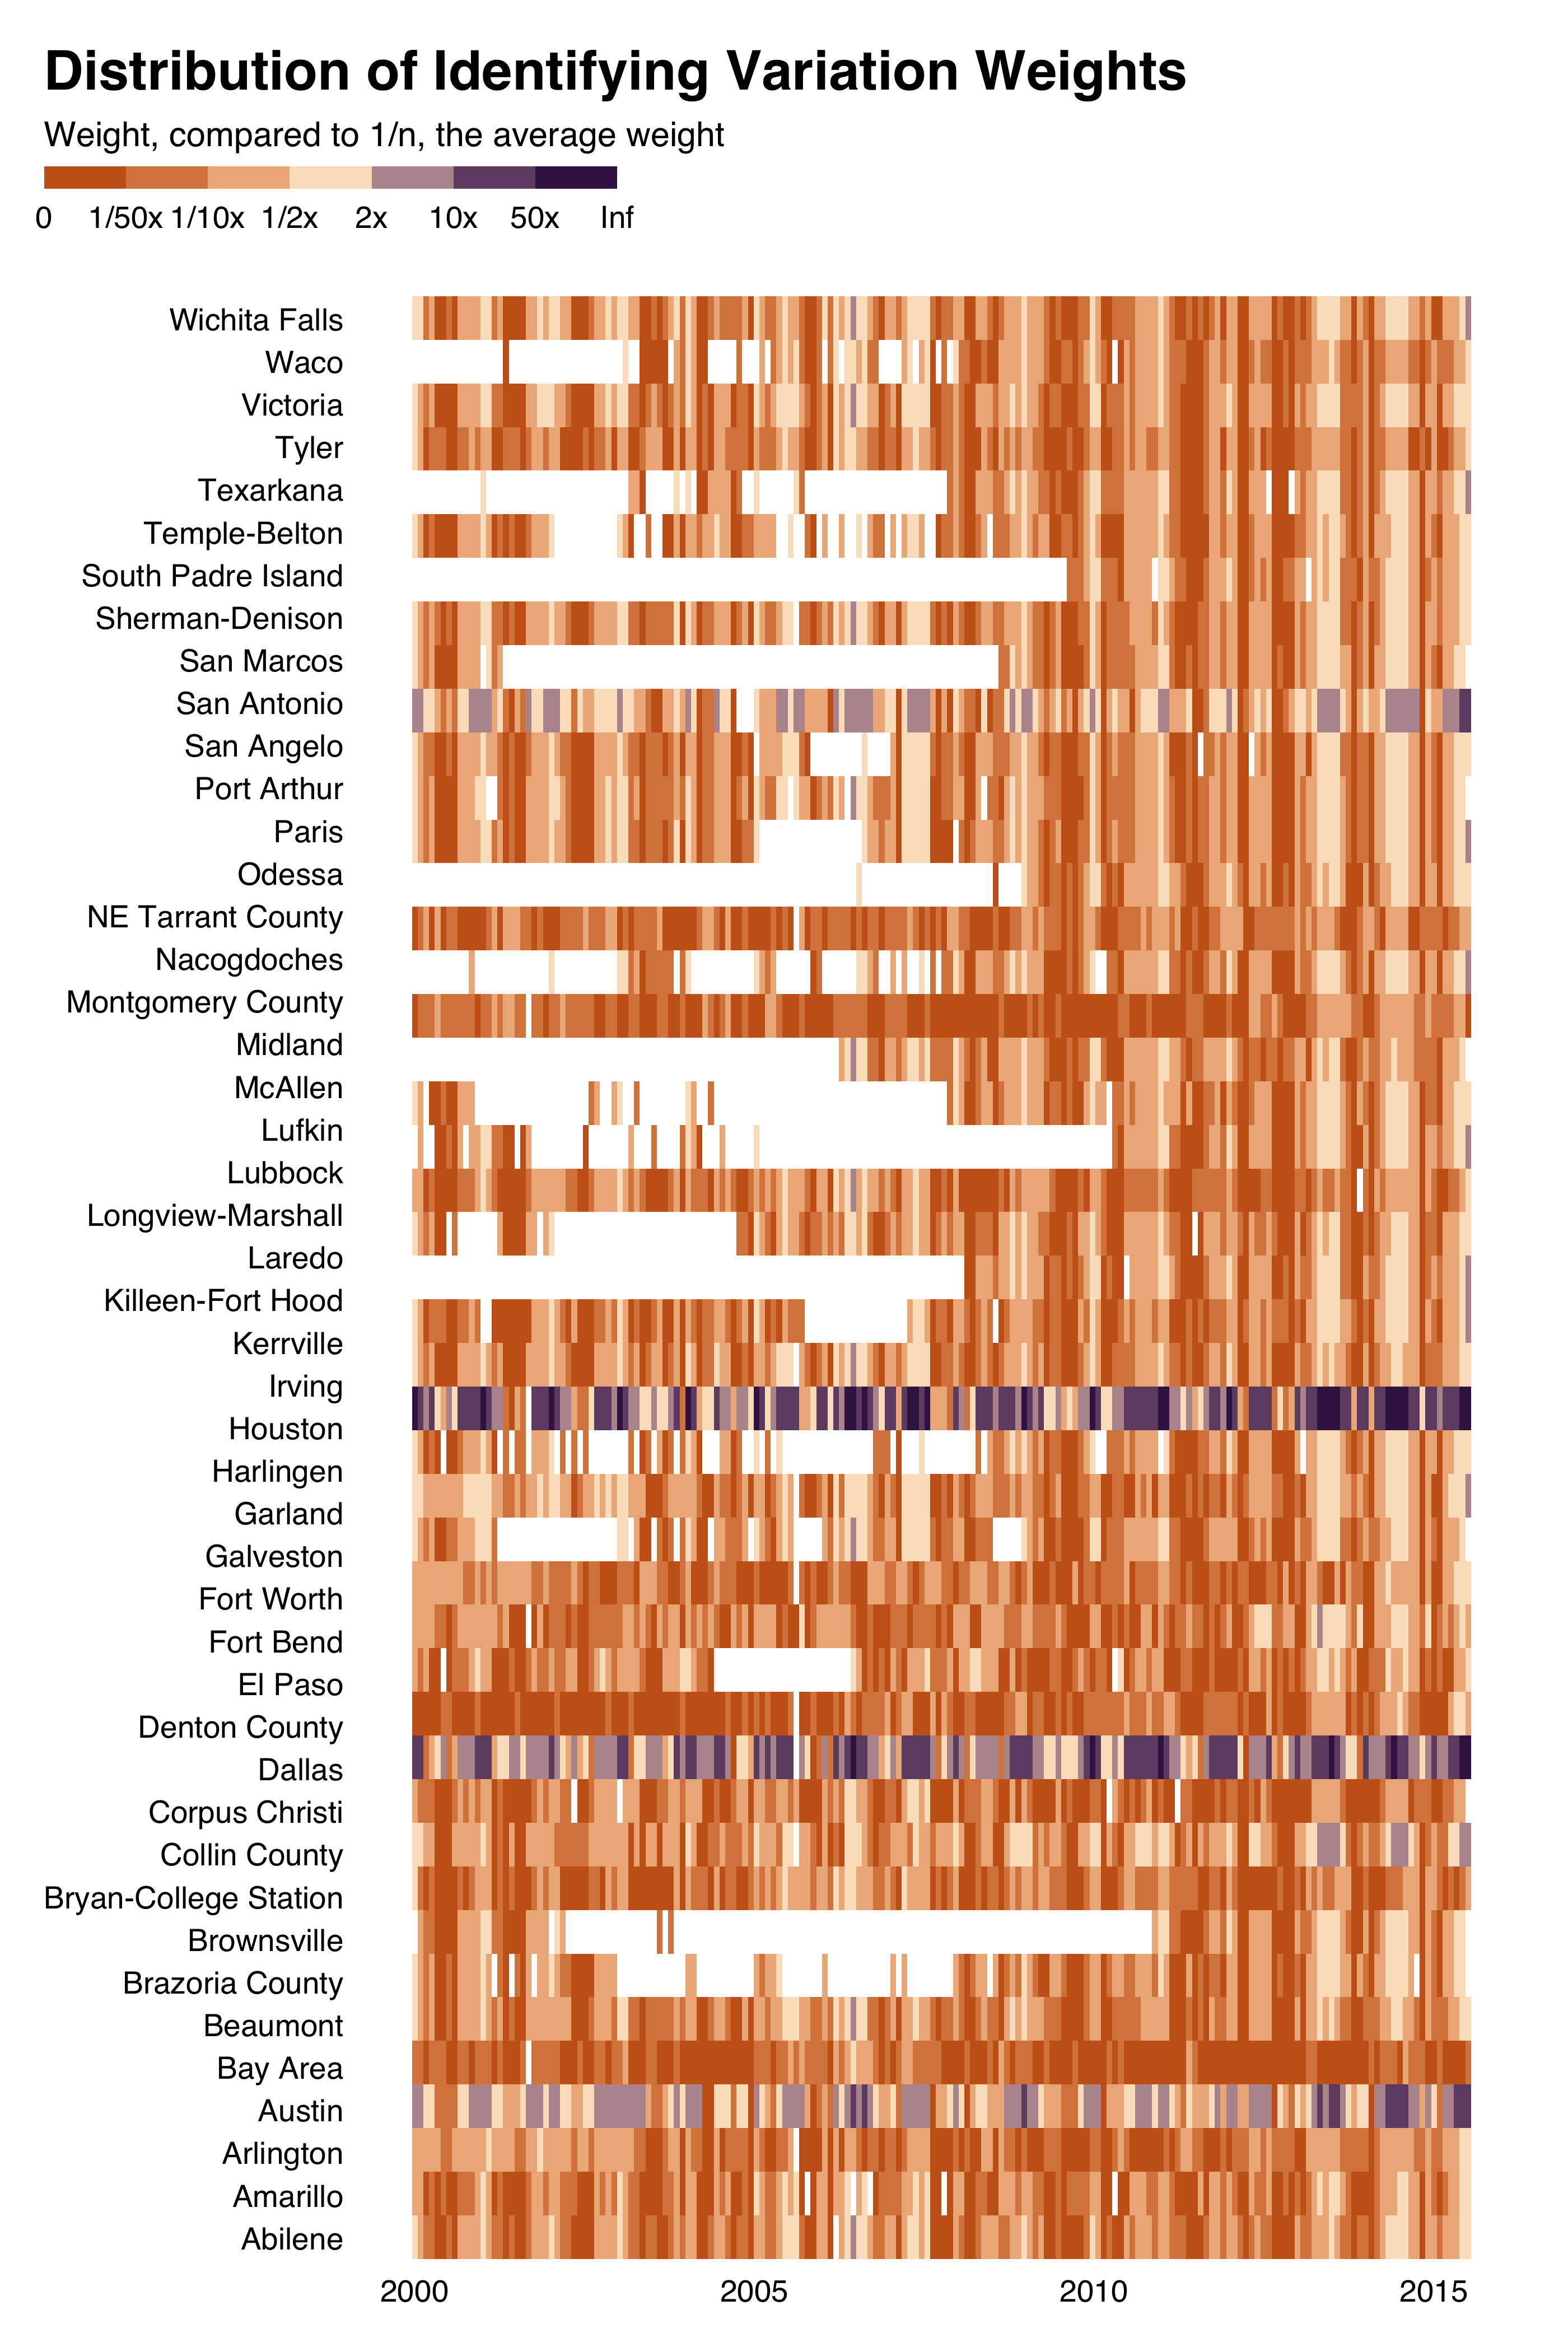 Distribution of Identifying Variation Weights
Weight, compared to 1/n, the average weight
0 1/50x 1/10x 1/2x 2x 10x 50x Inf
Wichita Falls
Waco
Victoria
Tyler
Texarkana
Temple-Belton
South Padre Island
Sherman-Denison
San Marcos
San Antonio
San Angelo
Port Arthur
Paris
Odessa
NE Tarrant County
Nacogdoches
Montgomery County
Midland
McAllen
Lufkin
Lubbock
Longview-Marshall
Laredo
Killeen-Fort Hood
Kerrville
Irving
Houston
Harlingen
Garland
Galveston
Fort Worth
Fort Bend
El Paso
Denton County
Dallas
Corpus Christi
Collin County
Bryan-College Station
Brownsville
Brazoria County
Beaumont
Bay Area
Austin
Arlington
Amarillo
Abilene
2000 2005 2010 2015